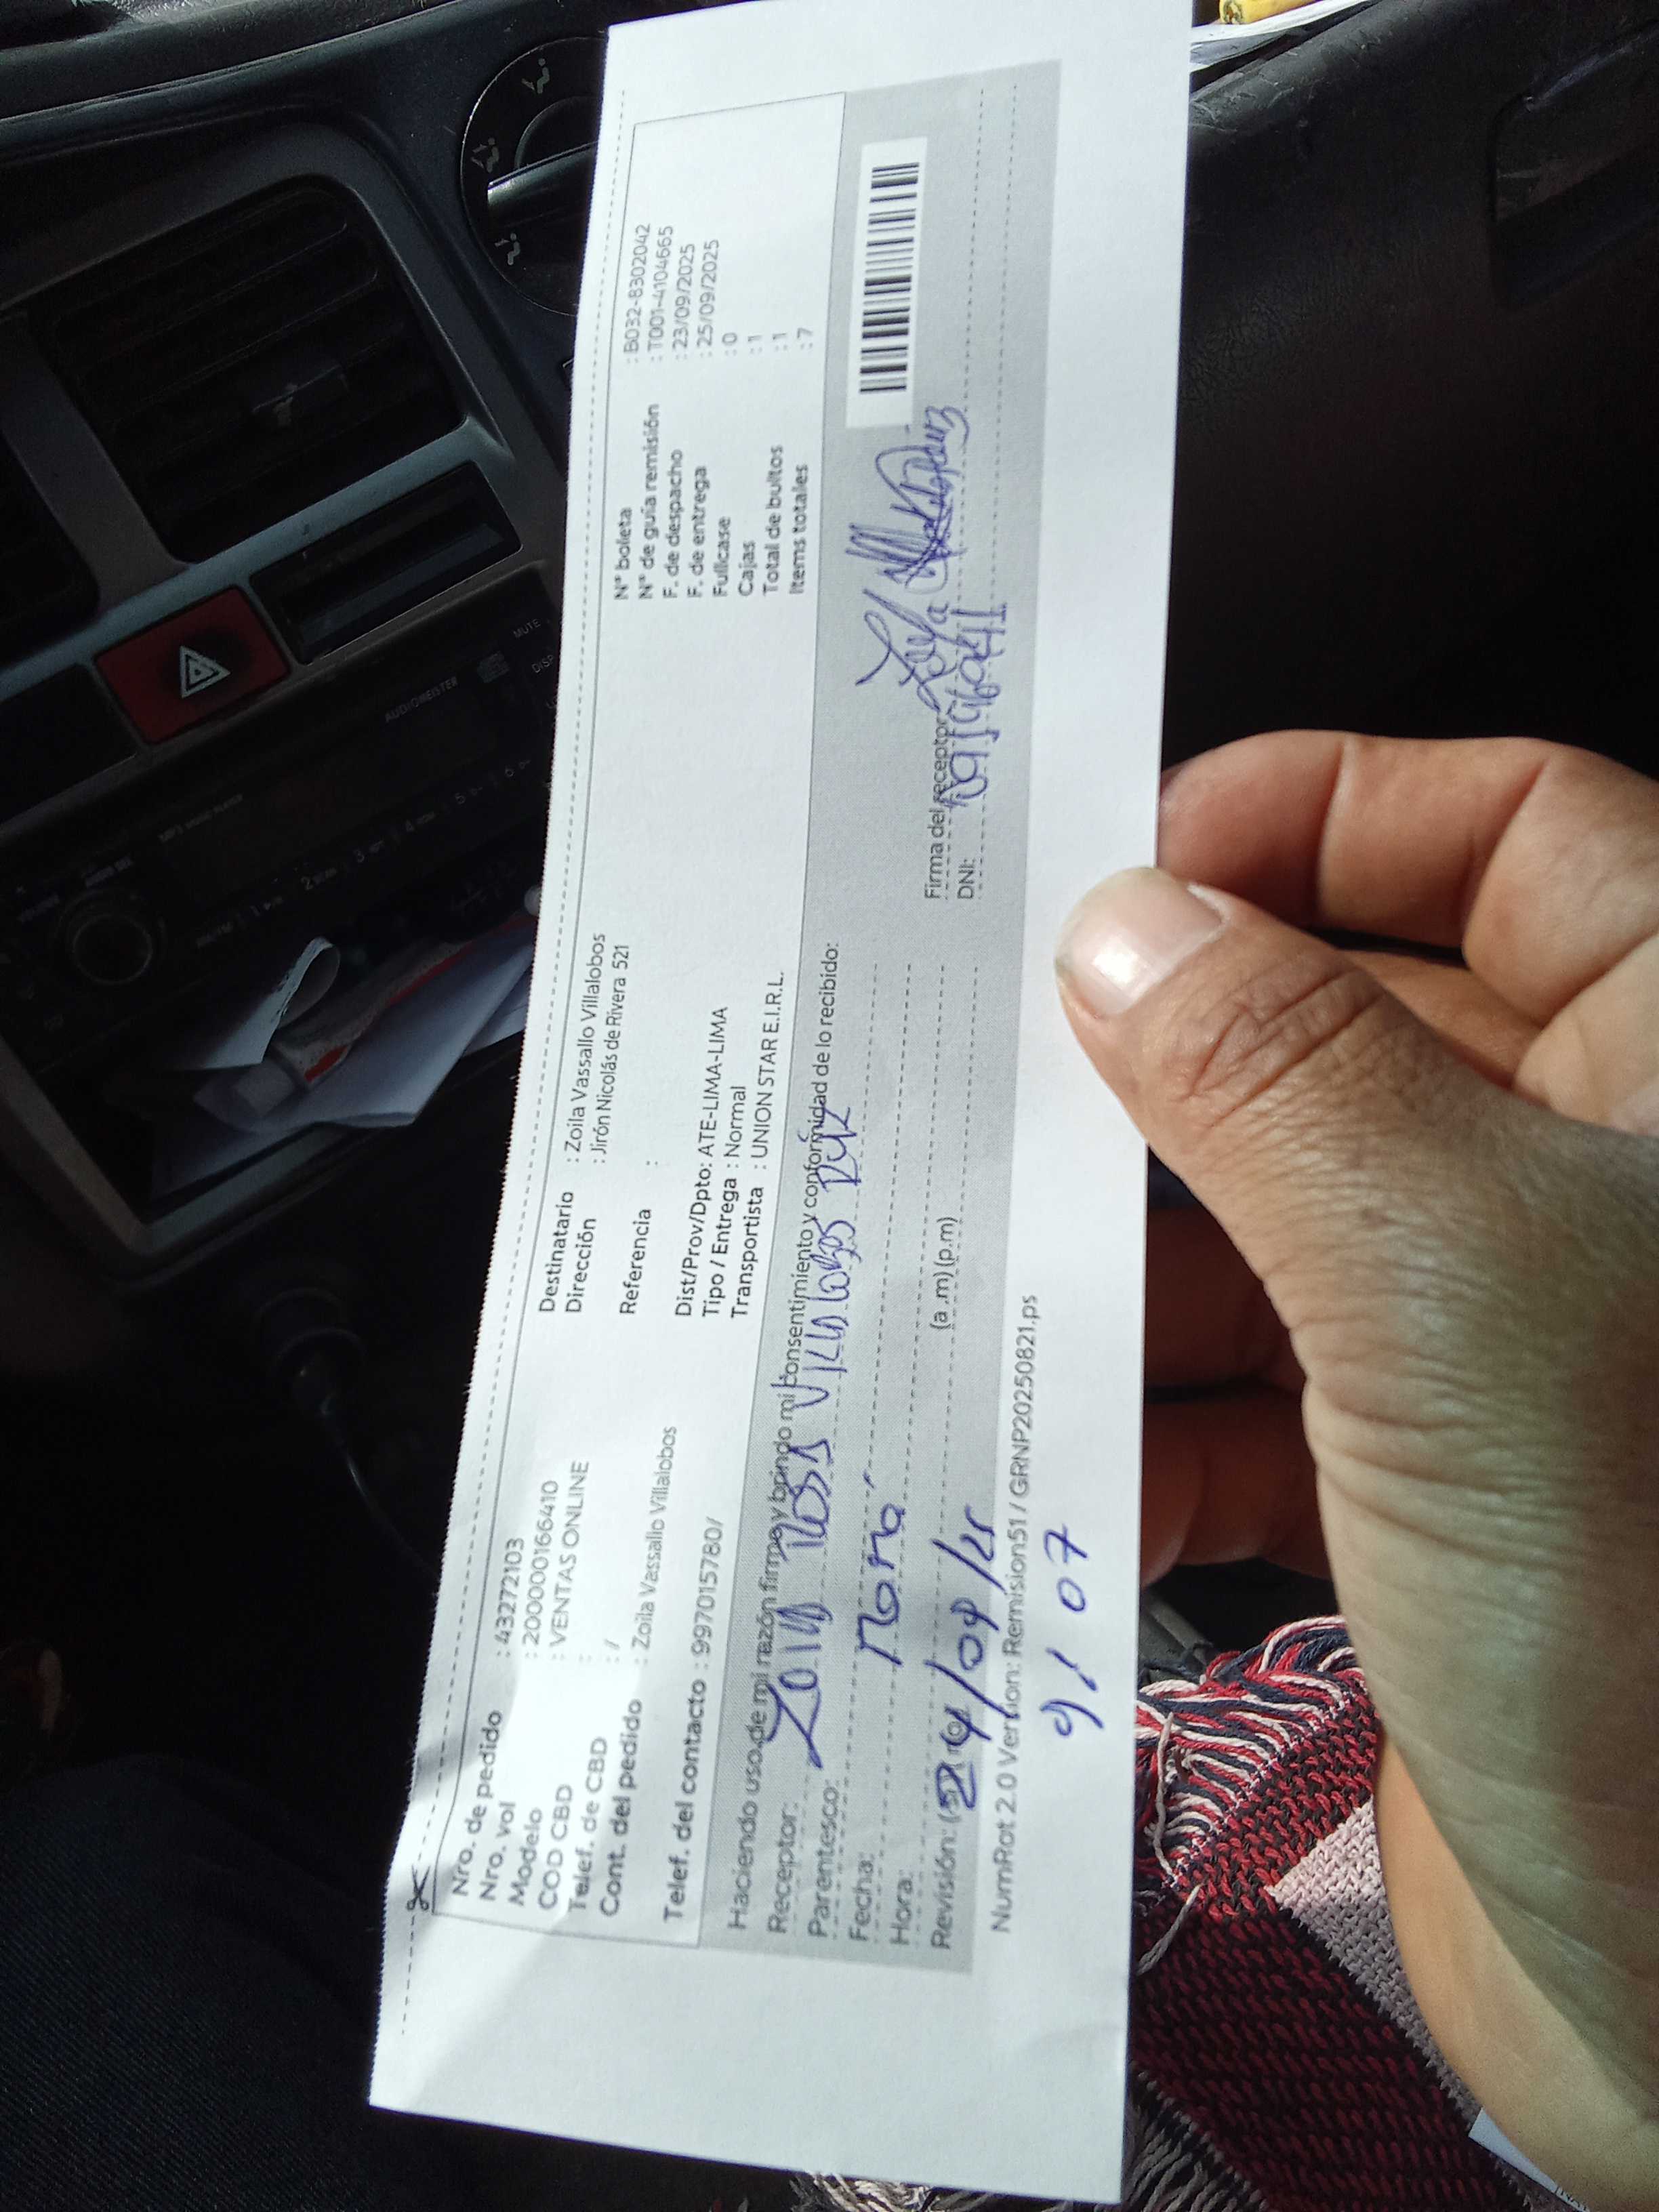 Nro. de pedido : 43272103
Nro. vol : 2000000166410
Modelo : VENTAS ONLINE
COD CBD :
Telef. de CBD : /
Cont. del pedido : Zoila Vassallo Villalobos
Telef. del contacto : 997015780/
Destinatario : Zoila Vassallo Villalobos
Dirección : Jirón Nicolás de Rivera 521
Referencia :
Dist/Prov/Dpto: ATE-LIMA-LIMA
Tipo / Entrega : Normal
Transportista : UNION STAR E.I.R.L.
N° boleta : B032-8302042
N° de guía remisión : T001-4104665
F. de despacho : 23/09/2025
F. de entrega : 25/09/2025
Fullcase : 0
Cajas : 1
Total de bultos : 1
Items totales : 7
Haciendo uso de mi razón firmo y brindo mi consentimiento y conformidad de lo recibido:
Receptor: Zoila Rosa Villalobos
Parentesco:
Fecha:
Hora: (a .m) (p.m)
Revisión: 24/09/25
Firma del receptor
DNI:
NumRot 2.0 Version: Remision51 / GRNP20250821.ps
9/ 07
AUDIOMEISTER
MUTE
DISP